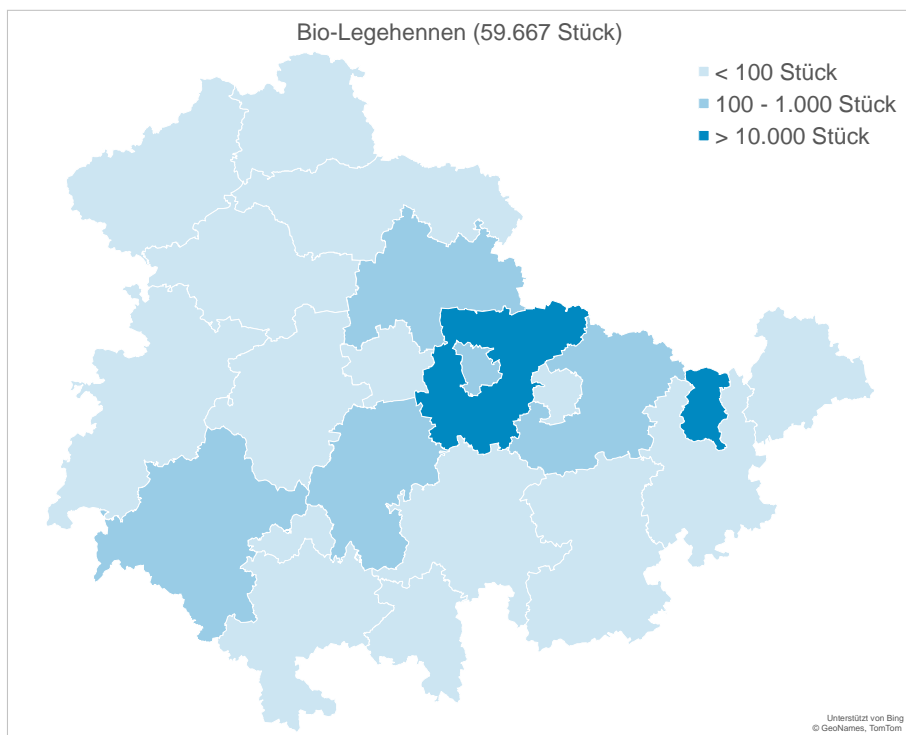 Bio-Legehennen (59.667 Stück)
< 100 Stück
100 - 1.000 Stück
> 10.000 Stück
Unterstützt von Bing
© GeoNames, TomTom